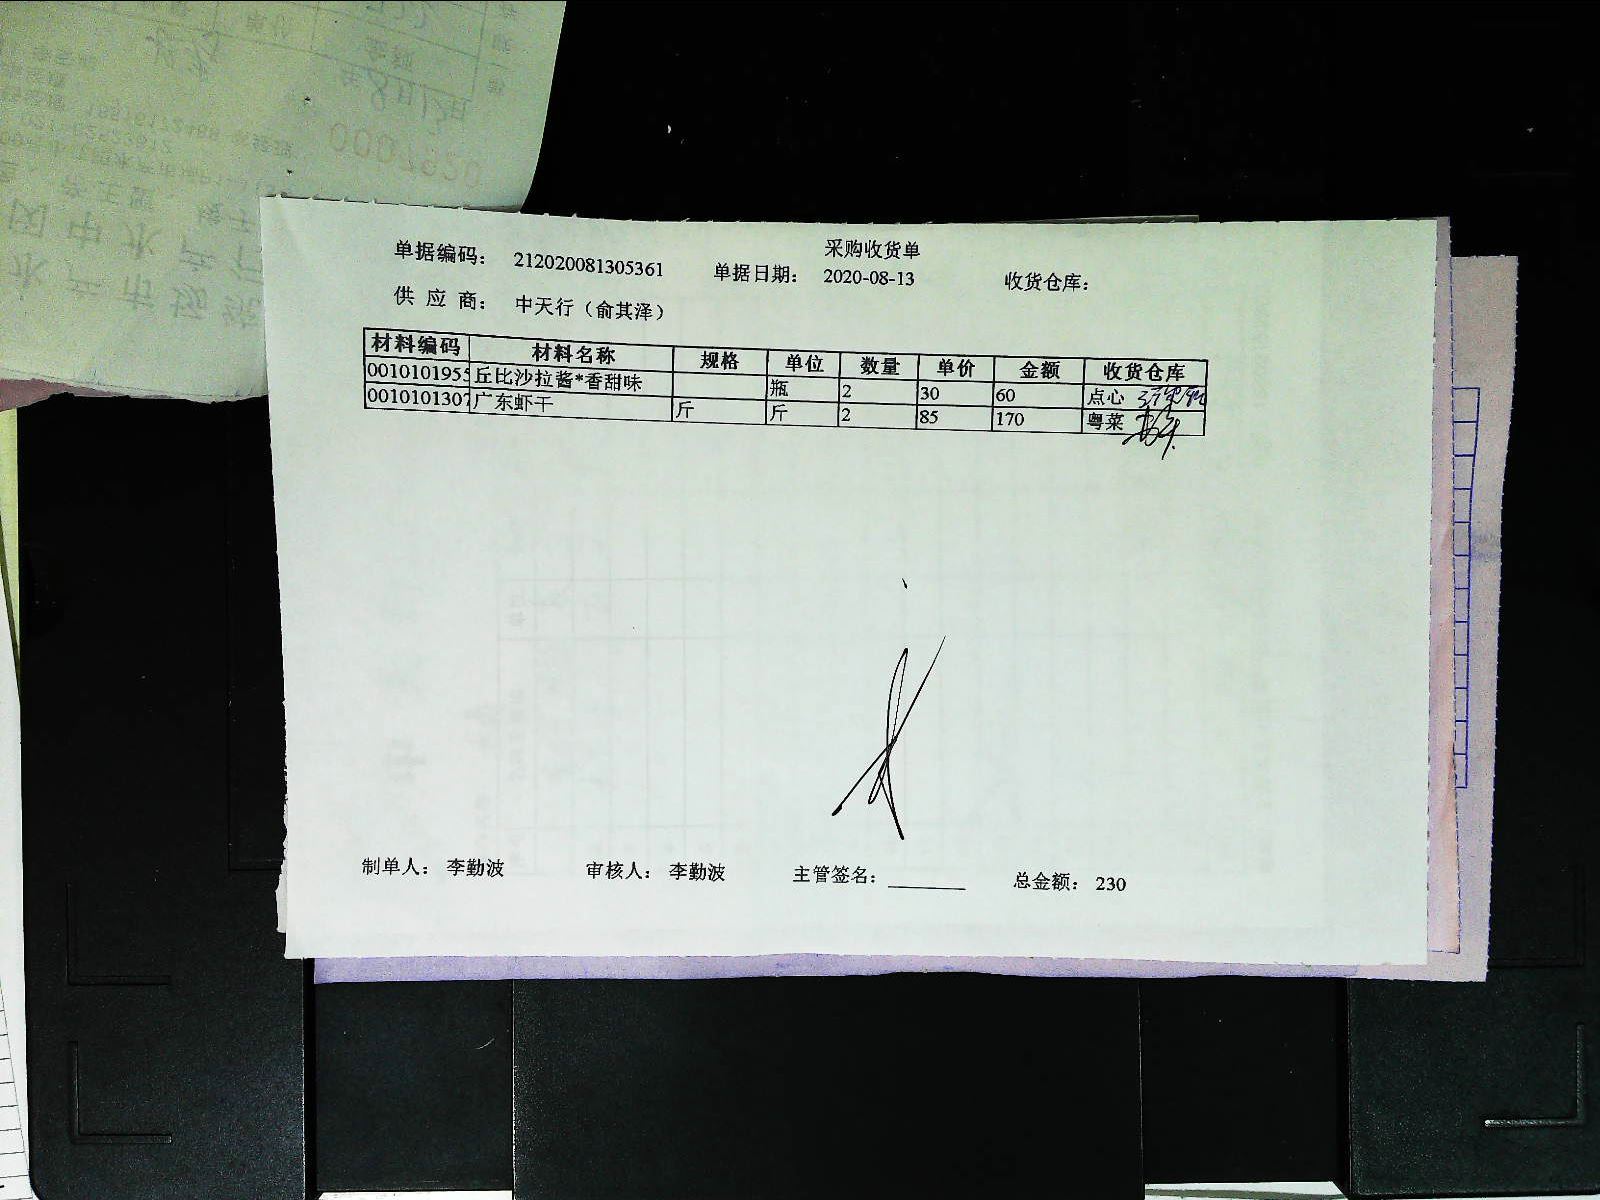 采购收货单
单据编码： 212020081305361 单据日期： 2020-08-13 收货仓库：
供 应 商： 中天行（俞其泽）
材料编码 材料名称 规格 单位 数量 单价 金额 收货仓库
0010101955 丘比沙拉酱*香甜味 瓶 2 30 60 点心
0010101307 广东虾干 斤 斤 2 85 170 粤菜
制单人： 李勤波 审核人： 李勤波 主管签名： 总金额： 230
0007920